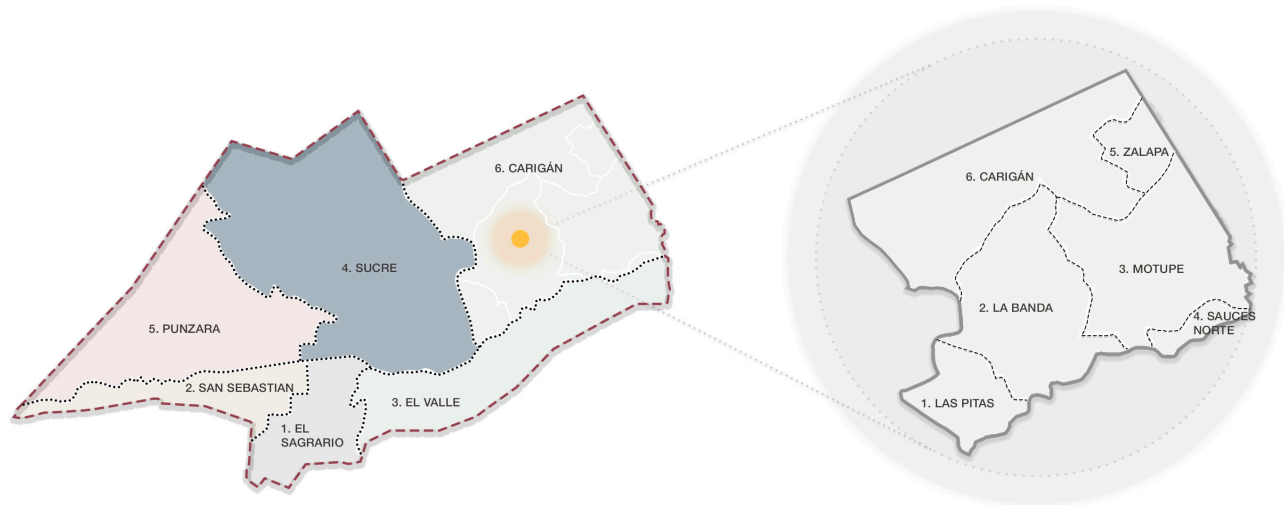 6. CARIGÁN
4. SUCRE
5. PUNZARA
2. SAN SEBASTIAN
3. EL VALLE
1. EL
SAGRARIO
5. ZALAPA
6. CARIGÁN
3. MOTUPE
2. LA BANDA
4. SAUCES
NORTE
1. LAS PITAS